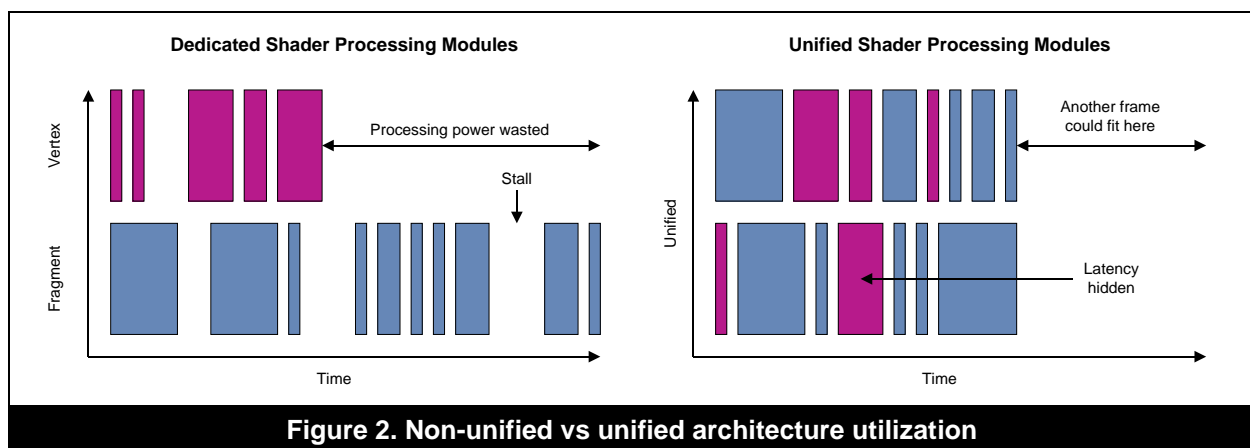 Dedicated Shader Processing Modules
Vertex
Processing power wasted
Stall
Fragment
Time
Unified Shader Processing Modules
Another frame
could fit here
Unified
Latency
hidden
Time
Figure 2. Non-unified vs unified architecture utilization